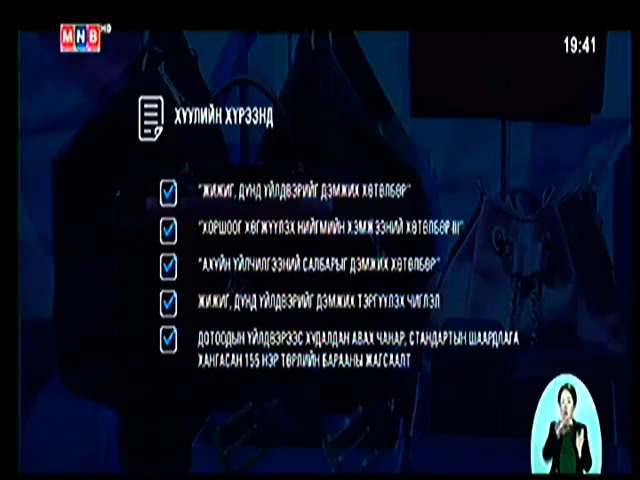 MNB HD
19:41
ХУУЛИЙН ХҮРЭЭНД
"ЖИЖИГ, ДУНД ҮЙЛДВЭРИЙГ ДЭМЖИХ ХӨТӨЛБӨР"
"ХОРШООГ ХӨГЖҮҮЛЭХ НИЙГМИЙН ХЭМЖЭЭНИЙ ХӨТӨЛБӨР-III"
"АХУЙН ҮЙЛЧИЛГЭЭНИЙ САЛБАРЫГ ДЭМЖИХ ХӨТӨЛБӨР"
ЖИЖИГ, ДУНД ҮЙЛДВЭРИЙГ ДЭМЖИХ ТЭРГҮҮЛЭХ ЧИГЛЭЛ
ДОТООДЫН ҮЙЛДВЭРЭЭС ХУДАЛДАН АВАХ ЧАНАР, СТАНДАРТЫН ШААРДЛАГА
ХАНГАСАН 155 НЭР ТӨРЛИЙН БАРААНЫ ЖАГСААЛТ